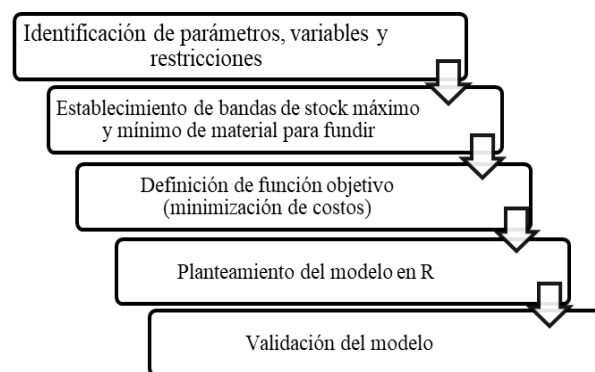 Identificación de parámetros, variables y
restricciones
Establecimiento de bandas de stock máximo
y mínimo de material para fundir
Definición de función objetivo
(minimización de costos)
Planteamiento del modelo en R
Validación del modelo